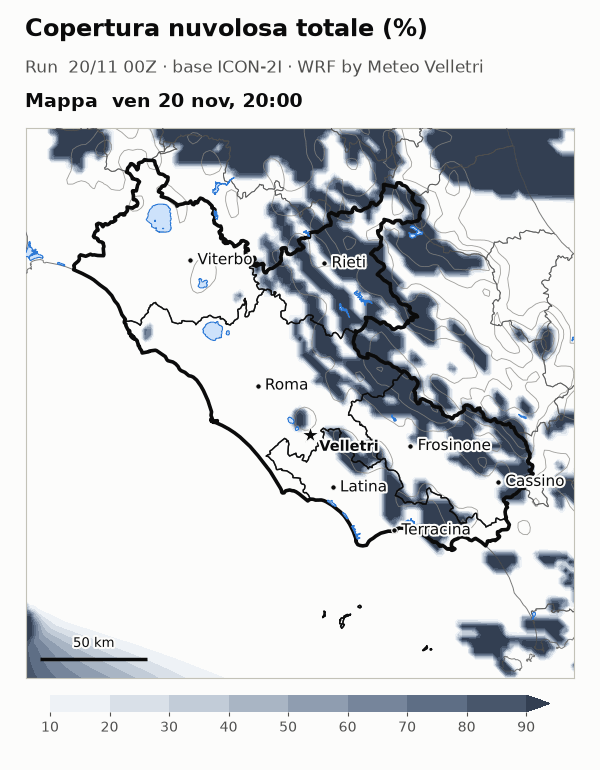 Copertura nuvolosa totale (%)
Run 20/11 00Z · base ICON-2I · WRF by Meteo Velletri
Mappa ven 20 nov, 20:00
Viterbo
Rieti
Roma
Velletri
Frosinone
Latina
Cassino
Terracina
50 km
10 20 30 40 50 60 70 80 90